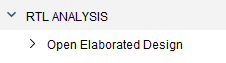 RTL ANALYSIS
Open Elaborated Design